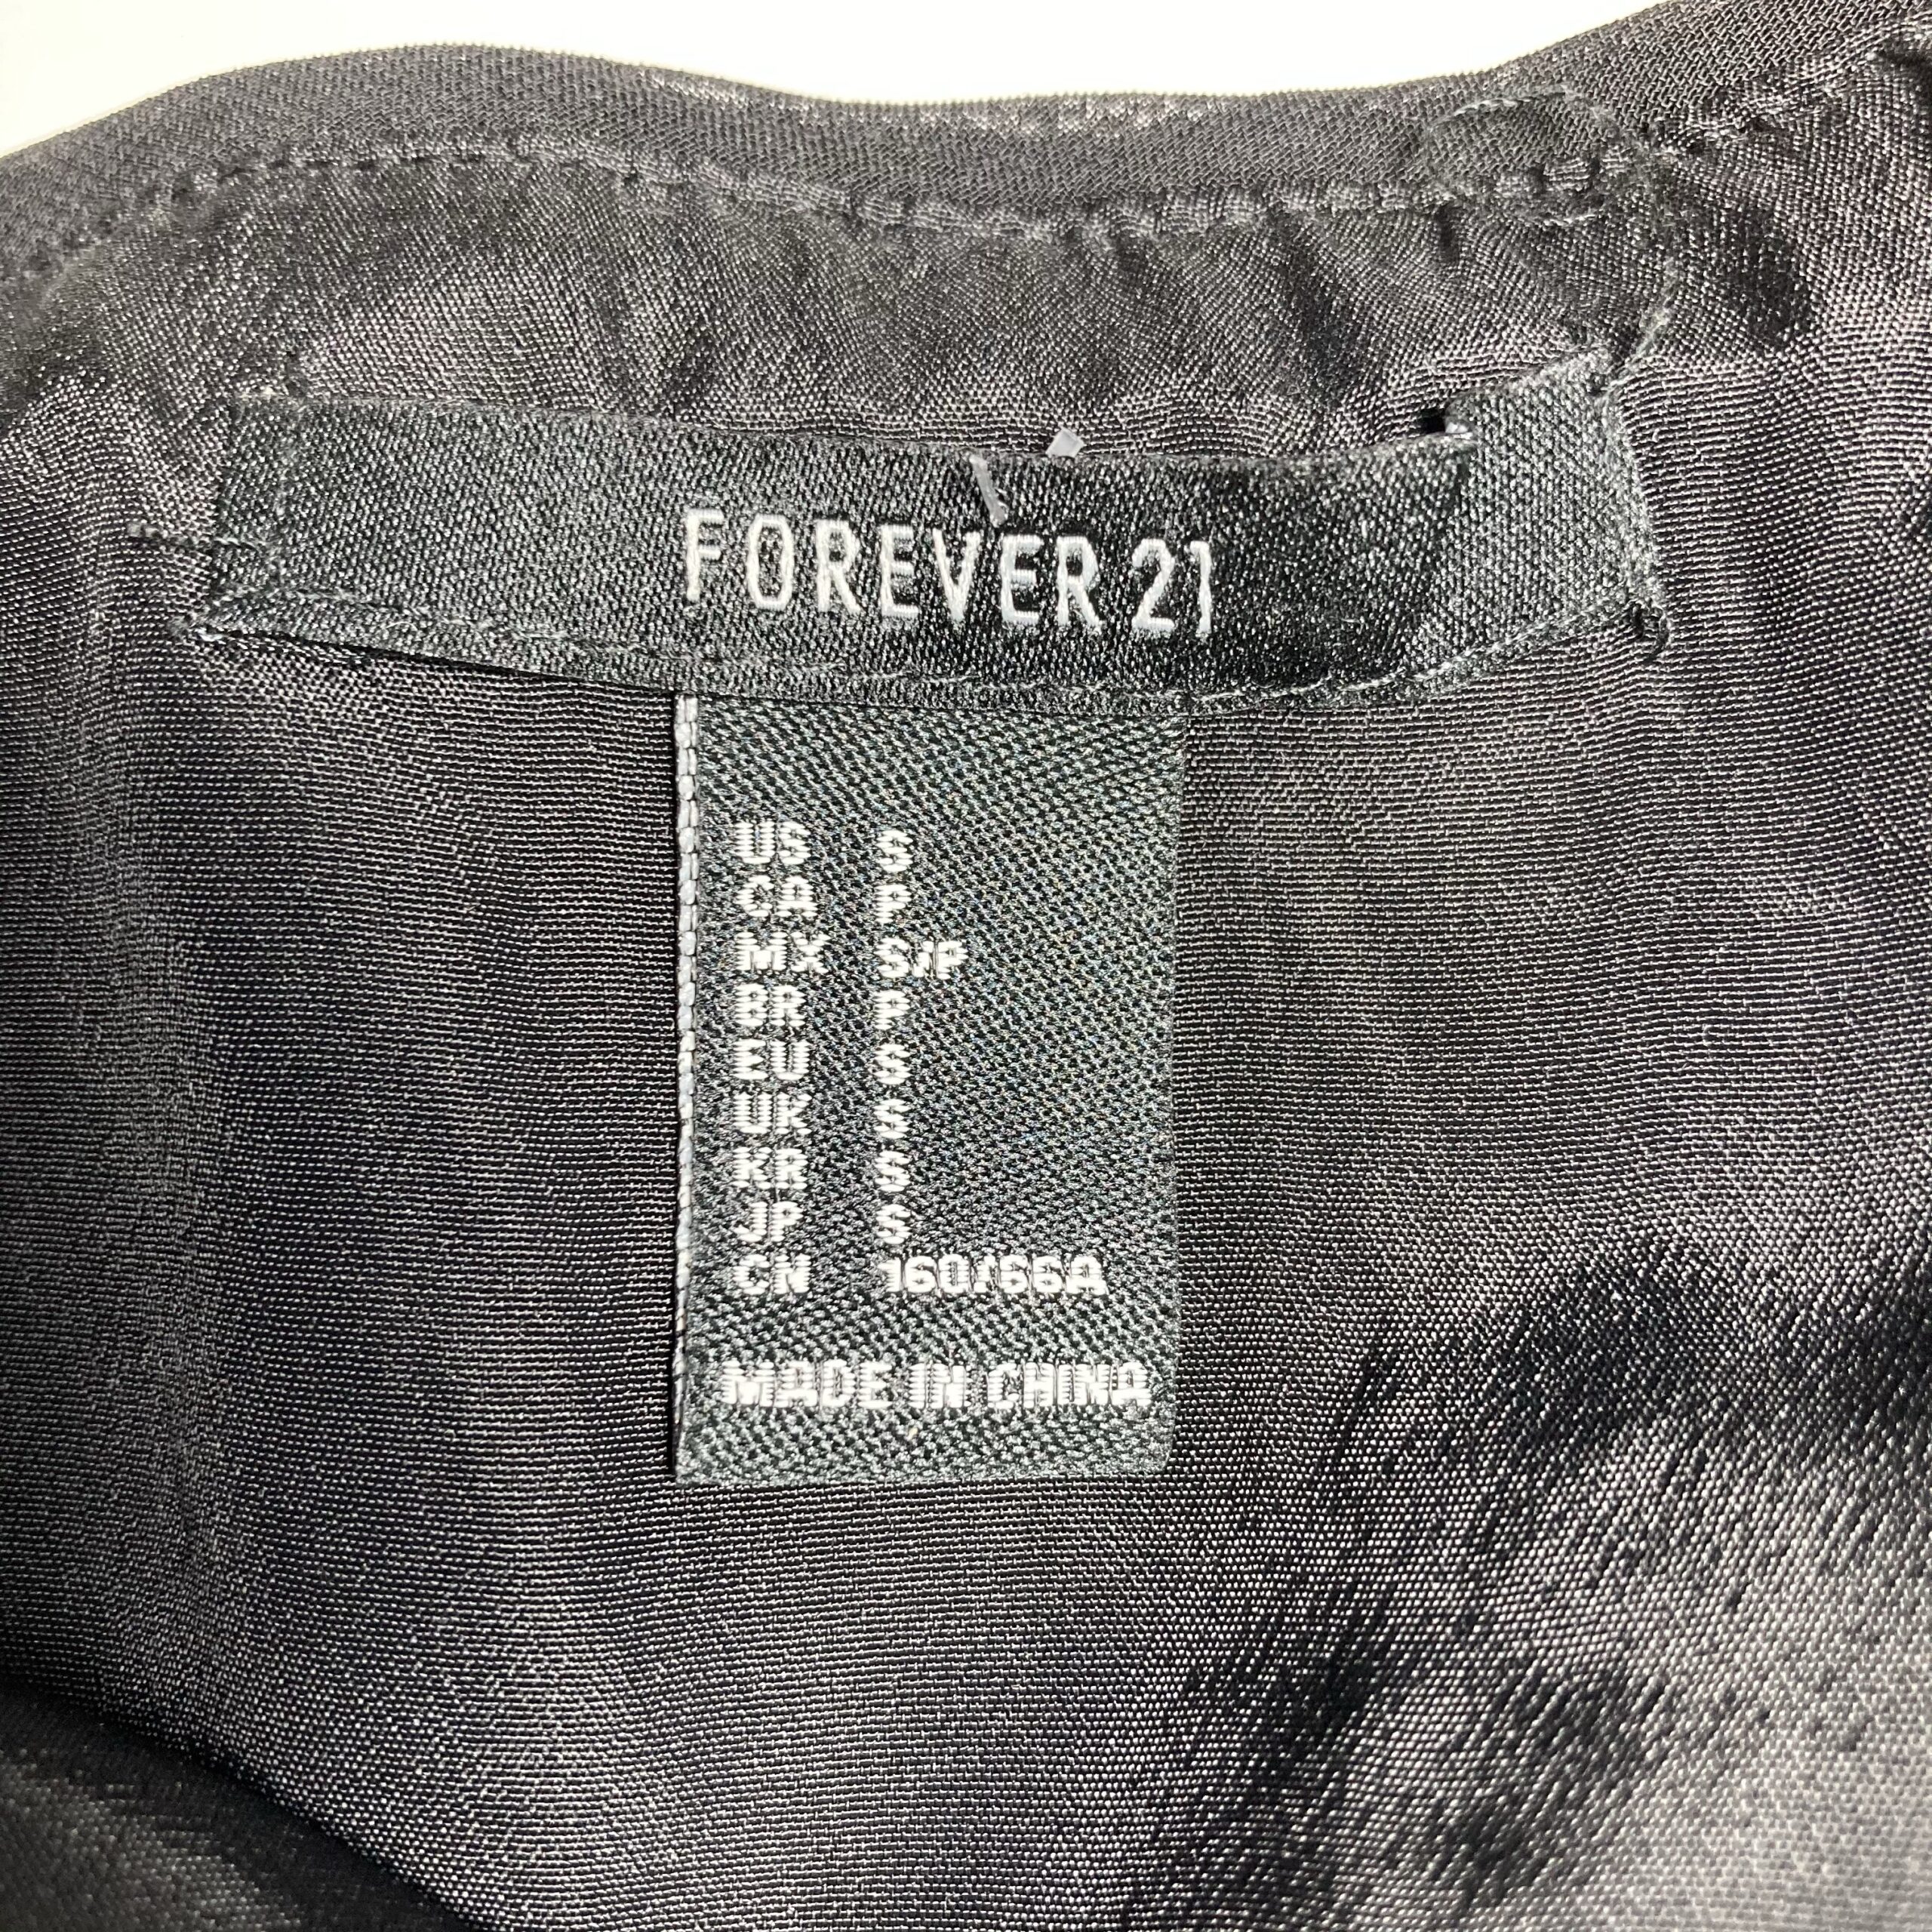 FOREVER 21
US S
CA P
MX S/P
BR P
EU S
UK S
KR S
JP S
CN 160/66A
MADE IN CHINA